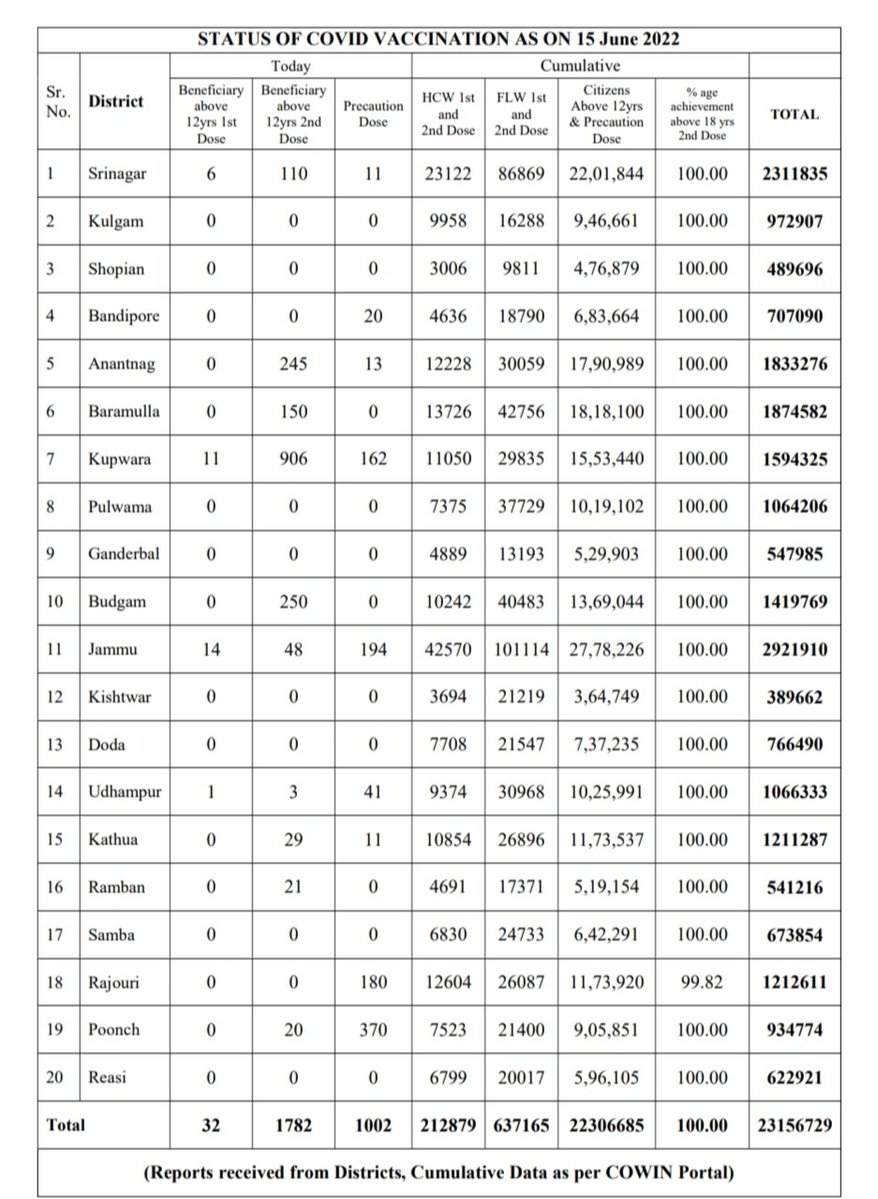 STATUS OF COVID VACCINATION AS ON 15 June 2022
Sr. No. District Today Cumulative
Beneficiary above 12yrs 1st Dose Beneficiary above 12yrs 2nd Dose Precaution Dose HCW 1st and 2nd Dose FLW 1st and 2nd Dose Citizens Above 12yrs & Precaution Dose % age achievement above 18 yrs 2nd Dose TOTAL
1 Srinagar 6 110 11 23122 86869 22,01,844 100.00 2311835
2 Kulgam 0 0 0 9958 16288 9,46,661 100.00 972907
3 Shopian 0 0 0 3006 9811 4,76,879 100.00 489696
4 Bandipore 0 0 20 4636 18790 6,83,664 100.00 707090
5 Anantnag 0 245 13 12228 30059 17,90,989 100.00 1833276
6 Baramulla 0 150 0 13726 42756 18,18,100 100.00 1874582
7 Kupwara 11 906 162 11050 29835 15,53,440 100.00 1594325
8 Pulwama 0 0 0 7375 37729 10,19,102 100.00 1064206
9 Ganderbal 0 0 0 4889 13193 5,29,903 100.00 547985
10 Budgam 0 250 0 10242 40483 13,69,044 100.00 1419769
11 Jammu 14 48 194 42570 101114 27,78,226 100.00 2921910
12 Kishtwar 0 0 0 3694 21219 3,64,749 100.00 389662
13 Doda 0 0 0 7708 21547 7,37,235 100.00 766490
14 Udhampur 1 3 41 9374 30968 10,25,991 100.00 1066333
15 Kathua 0 29 11 10854 26896 11,73,537 100.00 1211287
16 Ramban 0 21 0 4691 17371 5,19,154 100.00 541216
17 Samba 0 0 0 6830 24733 6,42,291 100.00 673854
18 Rajouri 0 0 180 12604 26087 11,73,920 99.82 1212611
19 Poonch 0 20 370 7523 21400 9,05,851 100.00 934774
20 Reasi 0 0 0 6799 20017 5,96,105 100.00 622921
Total 32 1782 1002 212879 637165 22306685 100.00 23156729
(Reports received from Districts, Cumulative Data as per COWIN Portal)